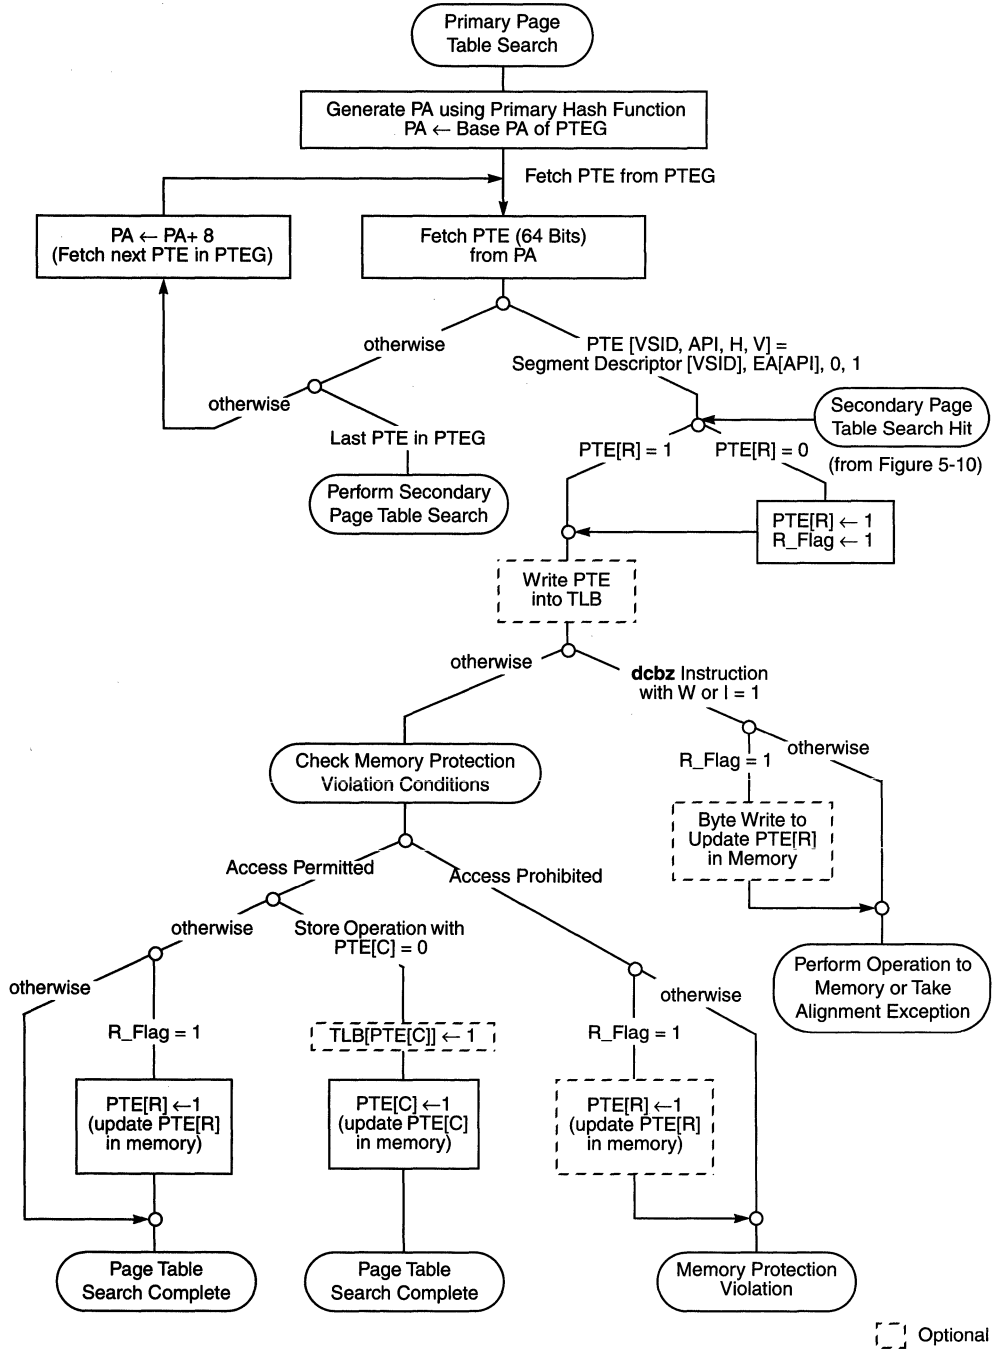 Primary Page
Table Search
Generate PA using Primary Hash Function
PA ← Base PA of PTEG
Fetch PTE from PTEG
PA ← PA+ 8
(Fetch next PTE in PTEG)
Fetch PTE (64 Bits)
from PA
otherwise
PTE [VSID, API, H, V] =
Segment Descriptor [VSID], EA[API], 0, 1
otherwise
Last PTE in PTEG
Secondary Page
Table Search Hit
(from Figure 5-10)
PTE[R] = 1
PTE[R] = 0
Perform Secondary
Page Table Search
PTE[R] ← 1
R_Flag ← 1
Write PTE
into TLB
otherwise
dcbz Instruction
with W or I = 1
Check Memory Protection
Violation Conditions
R_Flag = 1
otherwise
Byte Write to
Update PTE[R]
in Memory
Access Permitted
Access Prohibited
otherwise
Store Operation with
PTE[C] = 0
Perform Operation to
Memory or Take
Alignment Exception
otherwise
R_Flag = 1
TLB[PTE[C]] ← 1
R_Flag = 1
otherwise
PTE[R] ←1
(update PTE[R]
in memory)
PTE[C] ←1
(update PTE[C]
in memory)
PTE[R] ←1
(update PTE[R]
in memory)
Page Table
Search Complete
Page Table
Search Complete
Memory Protection
Violation
Optional